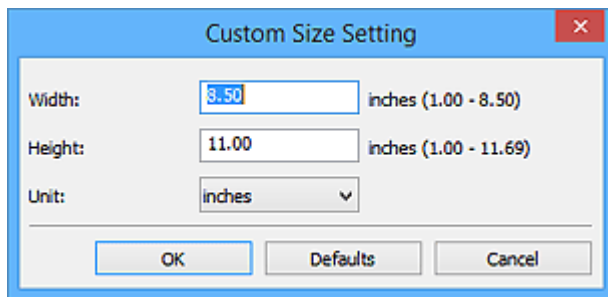 Custom Size Setting
Width: 8.50 inches (1.00 - 8.50)
Height: 11.00 inches (1.00 - 11.69)
Unit: inches
OK Defaults Cancel